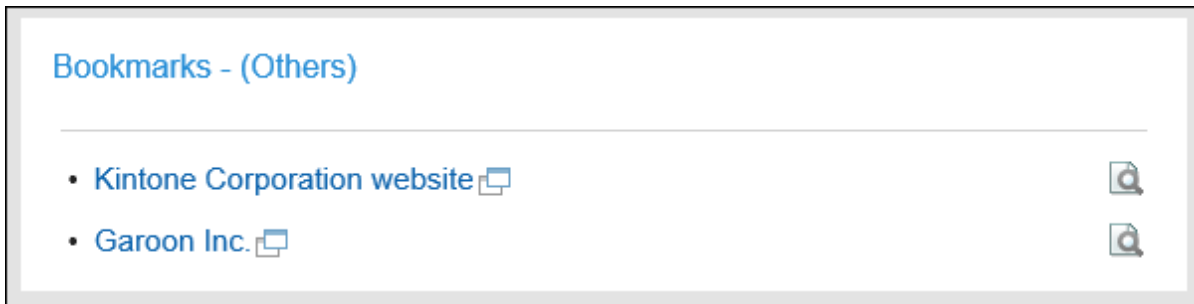 Bookmarks - (Others)
• Kintone Corporation website
• Garoon Inc.